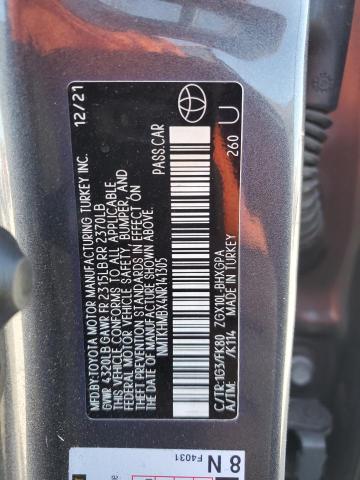 MFD.BY:TOYOTA MOTOR MANUFACTURING TURKEY INC. 12/21
GVWR 4320LB GAWR FR 2315LB RR 2370LB
THIS VEHICLE CONFORMS TO ALL APPLICABLE
FEDERAL MOTOR VEHICLE SAFETY, BUMPER, AND
THEFT PREVENTION STANDARDS IN EFFECT ON
THE DATE OF MANUFACTURE SHOWN ABOVE.
NMTKHMBX4NR141305 PASS.CAR
C/TR:1G3/FK80 ZGX10L-BHXGPA 260 U
A/TM: /K114 MADE IN TURKEY
8 N
F4031